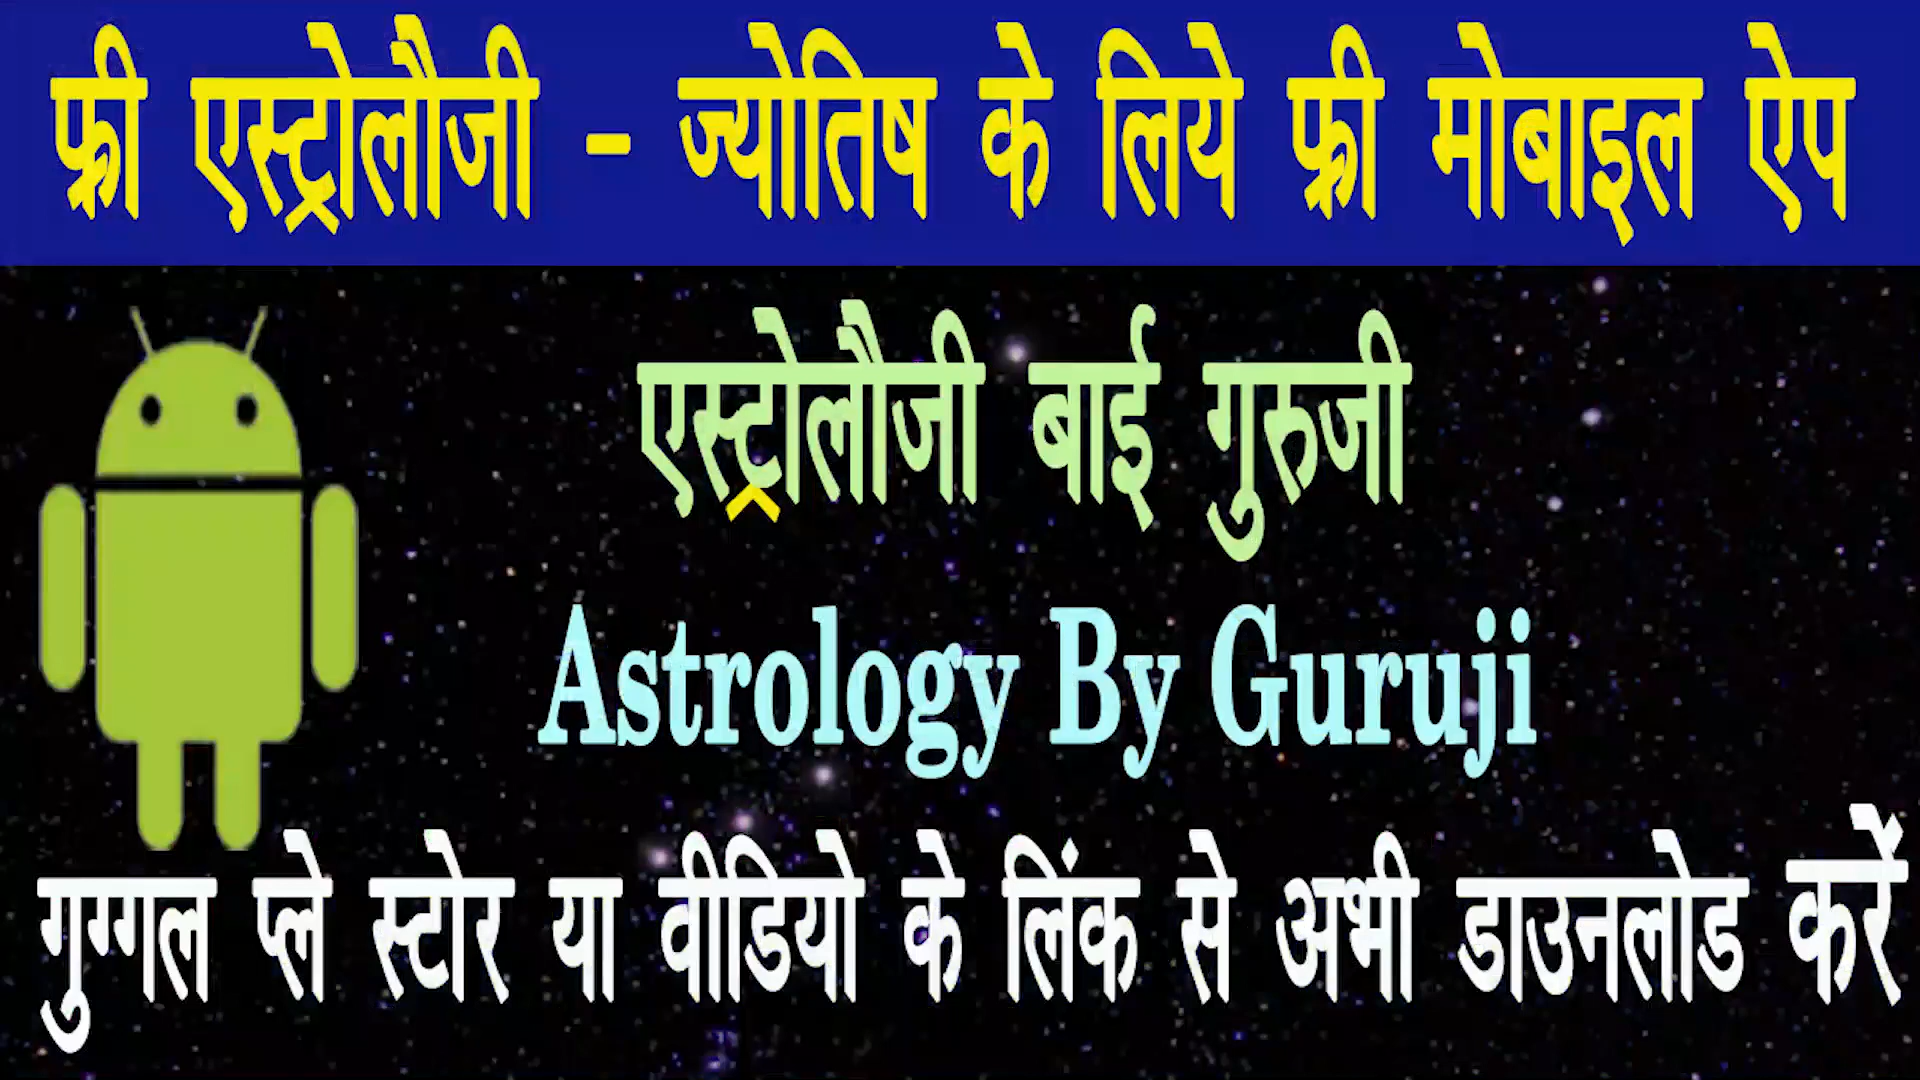 फ्री एस्ट्रोलौजी - ज्योतिष के लिये फ्री मोबाइल ऐप
एस्ट्रोलौजी बाई गुरुजी
Astrology By Guruji
गुग्गल प्ले स्टोर या वीडियो के लिंक से अभी डाउनलोड करें